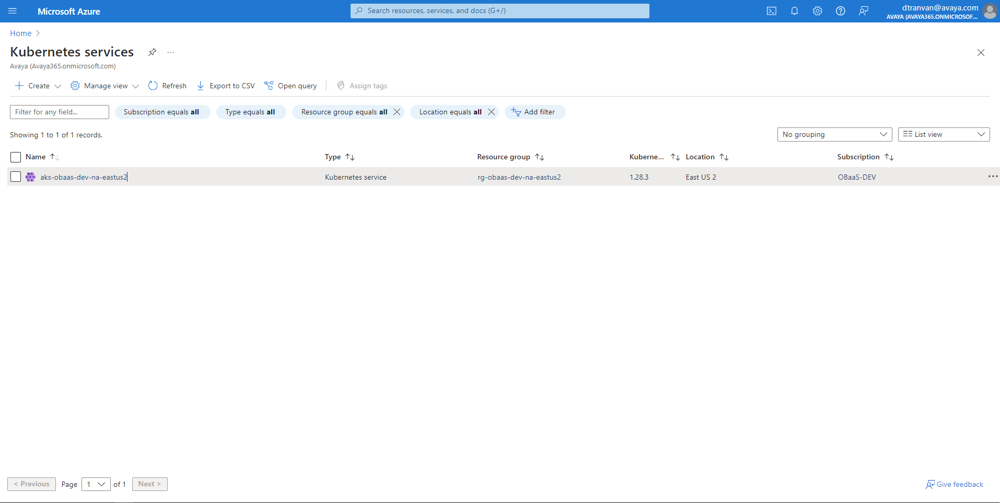 Microsoft Azure
Search resources, services, and docs (G+/)
dtranvan@avaya.com
AVAYA (AVAYA365.ONMICROSOF...
Home >
Kubernetes services
Avaya (Avaya365.onmicrosoft.com)
Create Manage view Refresh Export to CSV Open query Assign tags
Filter for any field... Subscription equals all Type equals all Resource group equals all Location equals all Add filter
Showing 1 to 1 of 1 records. No grouping List view
Name Type Resource group Kuberne... Location Subscription
aks-obaas-dev-na-eastus2 Kubernetes service rg-obaas-dev-na-eastus2 1.28.3 East US 2 OBaaS-DEV
< Previous Page 1 of 1 Next > Give feedback